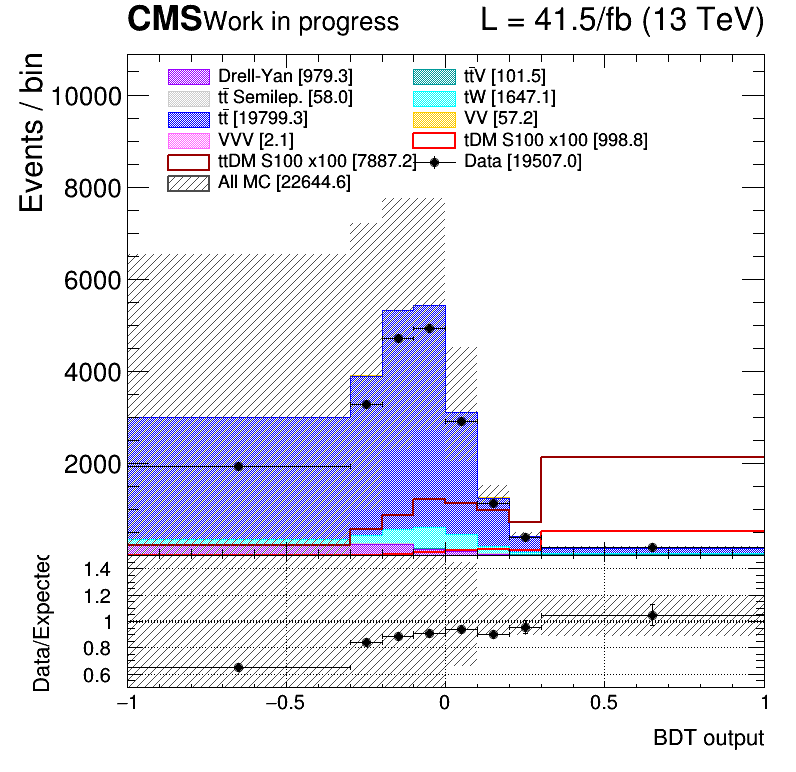 CMS Work in progress L = 41.5/fb (13 TeV)
Events / bin
10000
8000
6000
4000
2000
Drell-Yan [979.3] tt̄V [101.5]
tt̄ Semilep. [58.0] tW [1647.1]
tt̄ [19799.3] VV [57.2]
VVV [2.1] tDM S100 x100 [998.8]
ttDM S100 x100 [7887.2] Data [19507.0]
All MC [22644.6]
Data/Expected
1.4
1.2
1
0.8
0.6
−1 −0.5 0 0.5 1
BDT output